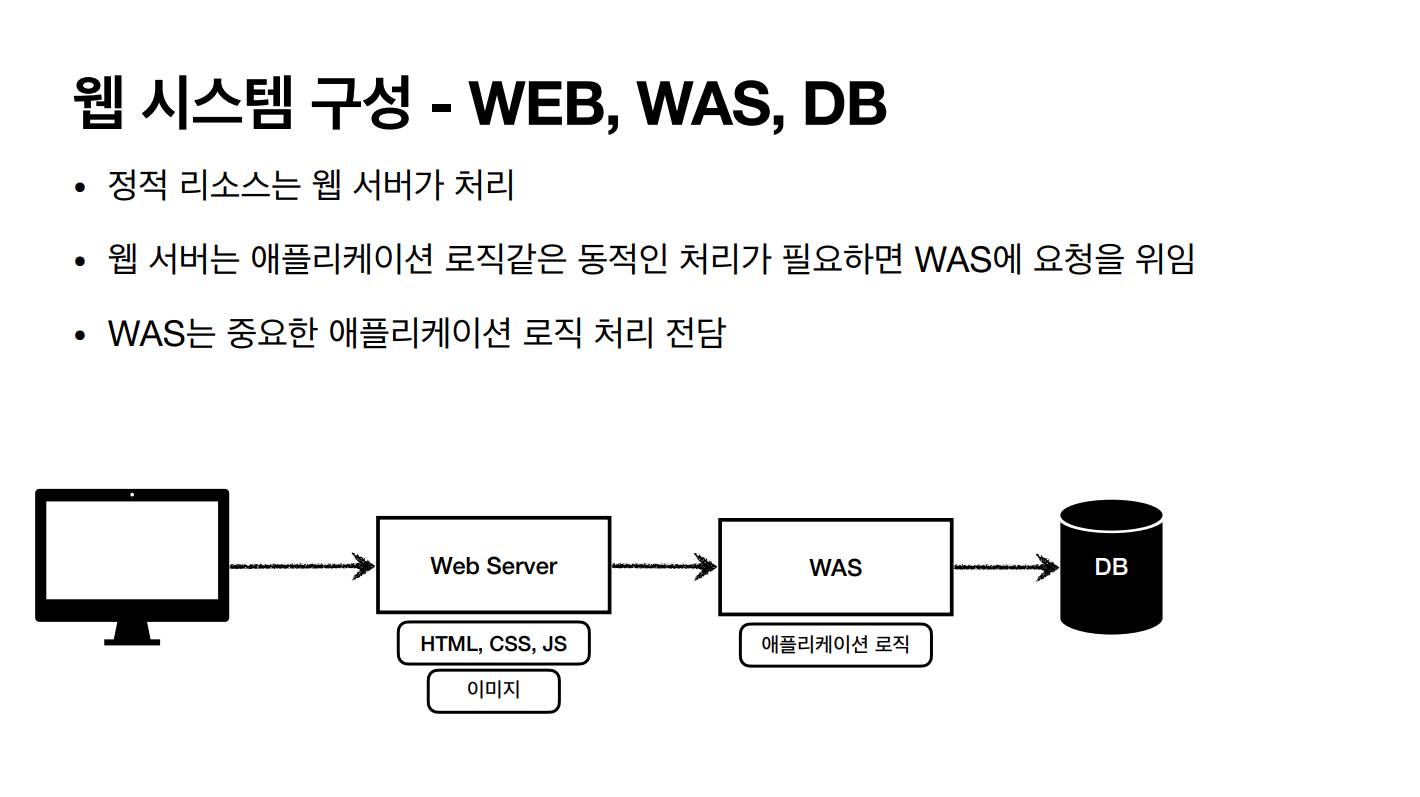 웹 시스템 구성 - WEB, WAS, DB
• 정적 리소스는 웹 서버가 처리
• 웹 서버는 애플리케이션 로직같은 동적인 처리가 필요하면 WAS에 요청을 위임
• WAS는 중요한 애플리케이션 로직 처리 전담
Web Server
HTML, CSS, JS
이미지
WAS
애플리케이션 로직
DB